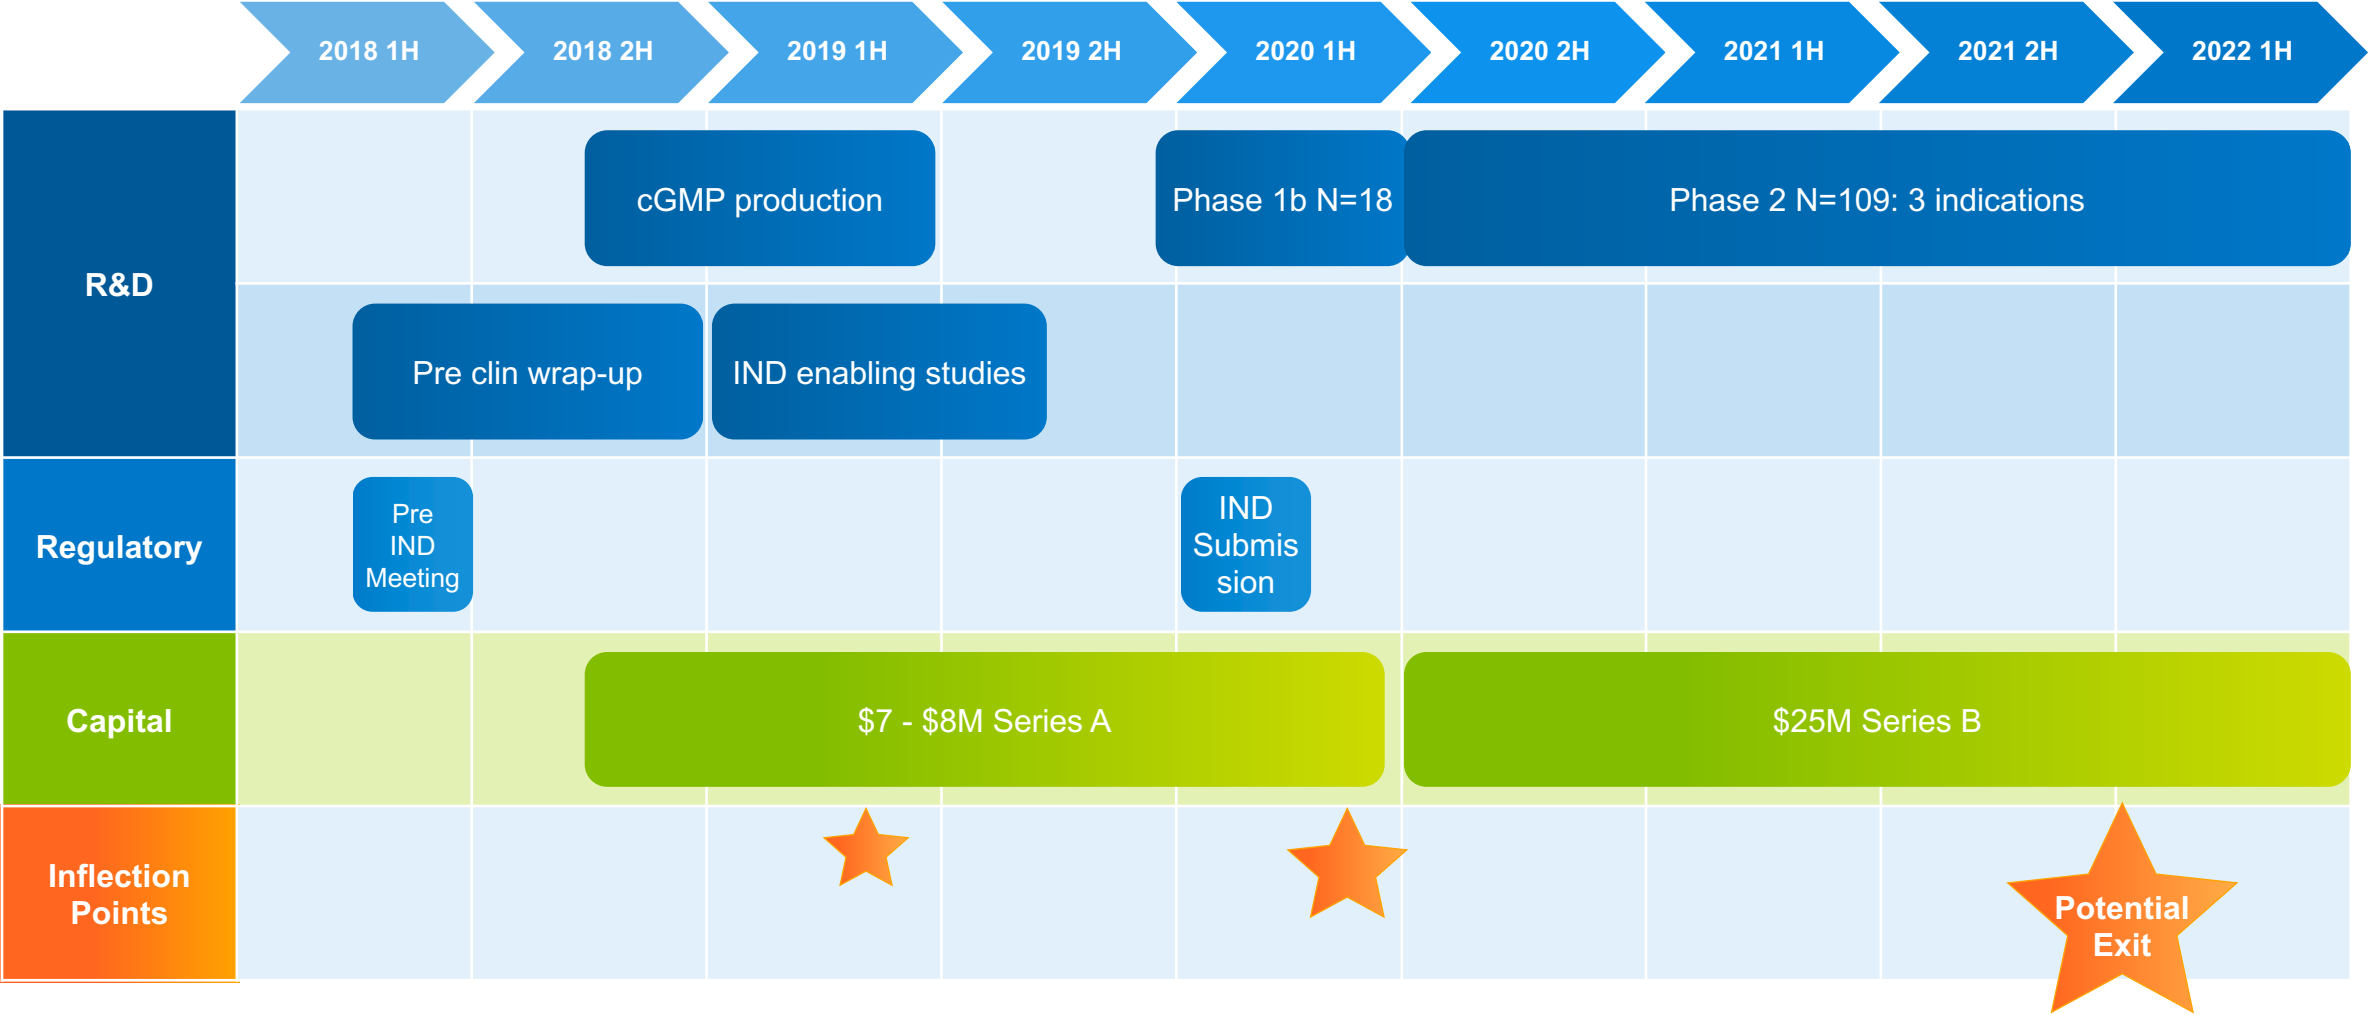 2018 1H
2018 2H
2019 1H
2019 2H
2020 1H
2020 2H
2021 1H
2021 2H
2022 1H
R&D
cGMP production
Phase 1b N=18
Phase 2 N=109: 3 indications
Pre clin wrap-up
IND enabling studies
Regulatory
Pre
IND
Meeting
IND
Submis
sion
Capital
$7 - $8M Series A
$25M Series B
Inflection
Points
Potential
Exit